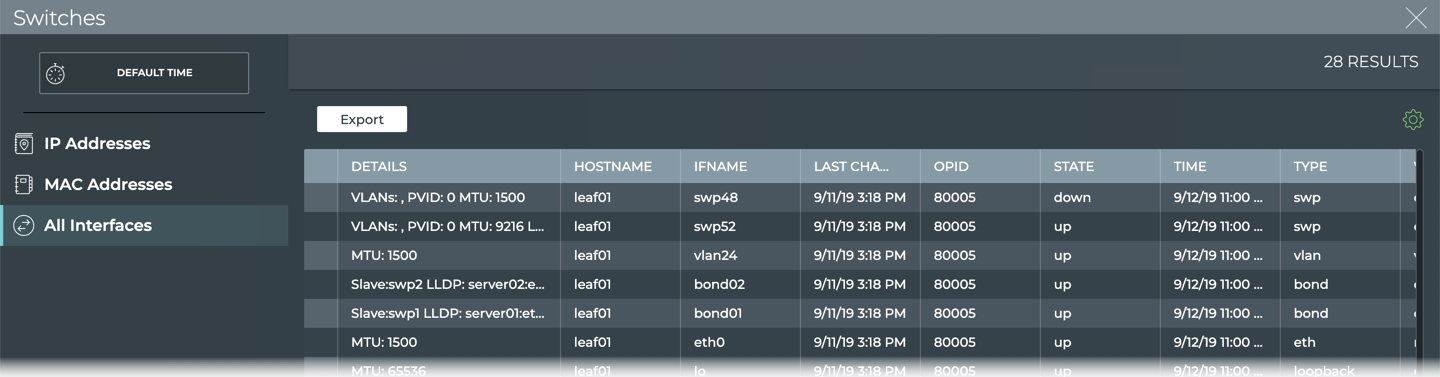 Switches
DEFAULT TIME
28 RESULTS
IP Addresses
MAC Addresses
All Interfaces
Export
DETAILS HOSTNAME IFNAME LAST CHA... OPID STATE TIME TYPE
VLANs: , PVID: 0 MTU: 1500 leaf01 swp48 9/11/19 3:18 PM 80005 down 9/12/19 11:00 ... swp
VLANs: , PVID: 0 MTU: 9216 L... leaf01 swp52 9/11/19 3:18 PM 80005 up 9/12/19 11:00 ... swp
MTU: 1500 leaf01 vlan24 9/11/19 3:18 PM 80005 up 9/12/19 11:00 ... vlan
Slave:swp2 LLDP: server02:e... leaf01 bond02 9/11/19 3:18 PM 80005 up 9/12/19 11:00 ... bond
Slave:swp1 LLDP: server01:et... leaf01 bond01 9/11/19 3:18 PM 80005 up 9/12/19 11:00 ... bond
MTU: 1500 leaf01 eth0 9/11/19 3:18 PM 80005 up 9/12/19 11:00 ... eth
MTU: 65536 leaf01 lo 9/11/19 3:18 PM 80005 up 9/12/19 11:00 ... loopback